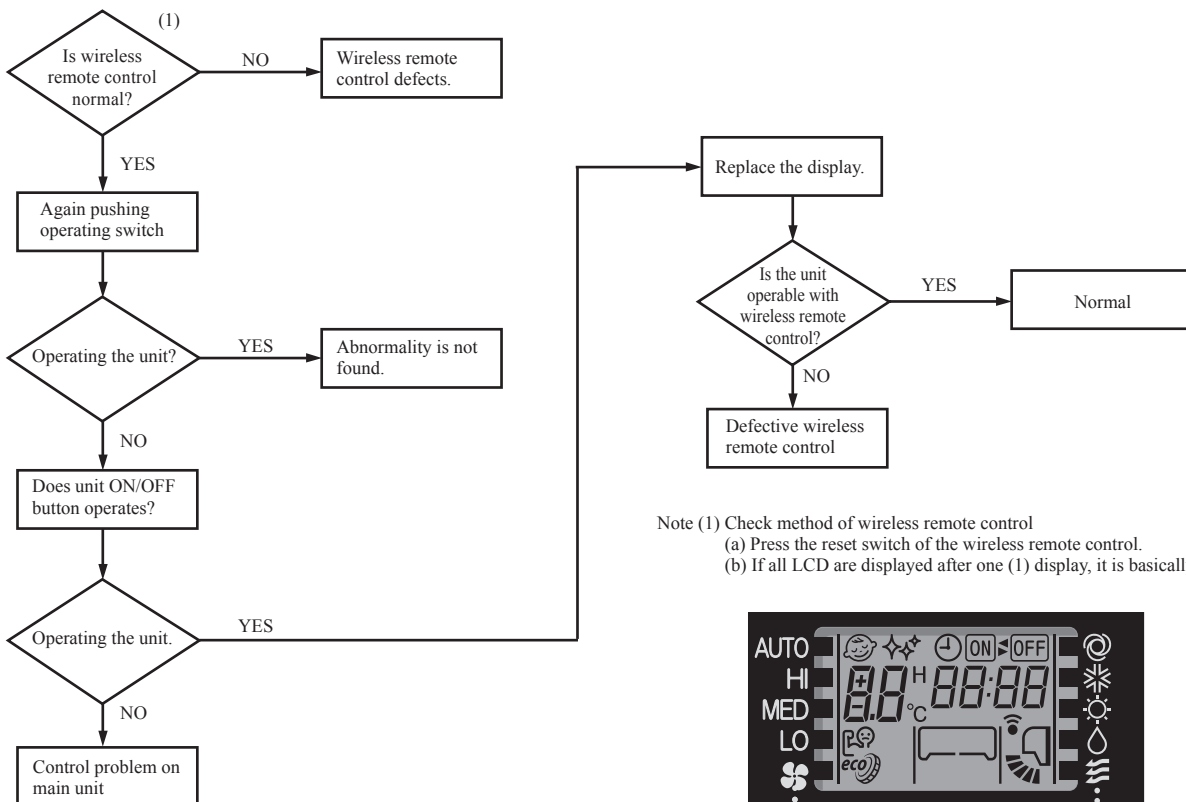 (1)
Is wireless
remote control
normal?
NO
Wireless remote
control defects.
YES
Again pushing
operating switch
Operating the unit?
YES
Abnormality is not
found.
NO
Does unit ON/OFF
button operates?
Operating the unit.
YES
NO
Control problem on
main unit
Replace the display.
Is the unit
operable with
wireless remote
control?
YES
Normal
NO
Defective wireless
remote control
Note (1) Check method of wireless remote control
(a) Press the reset switch of the wireless remote control.
(b) If all LCD are displayed after one (1) display, it is basicall
AUTO
HI
MED
LO
ON OFF
H 88:88
°C
eco